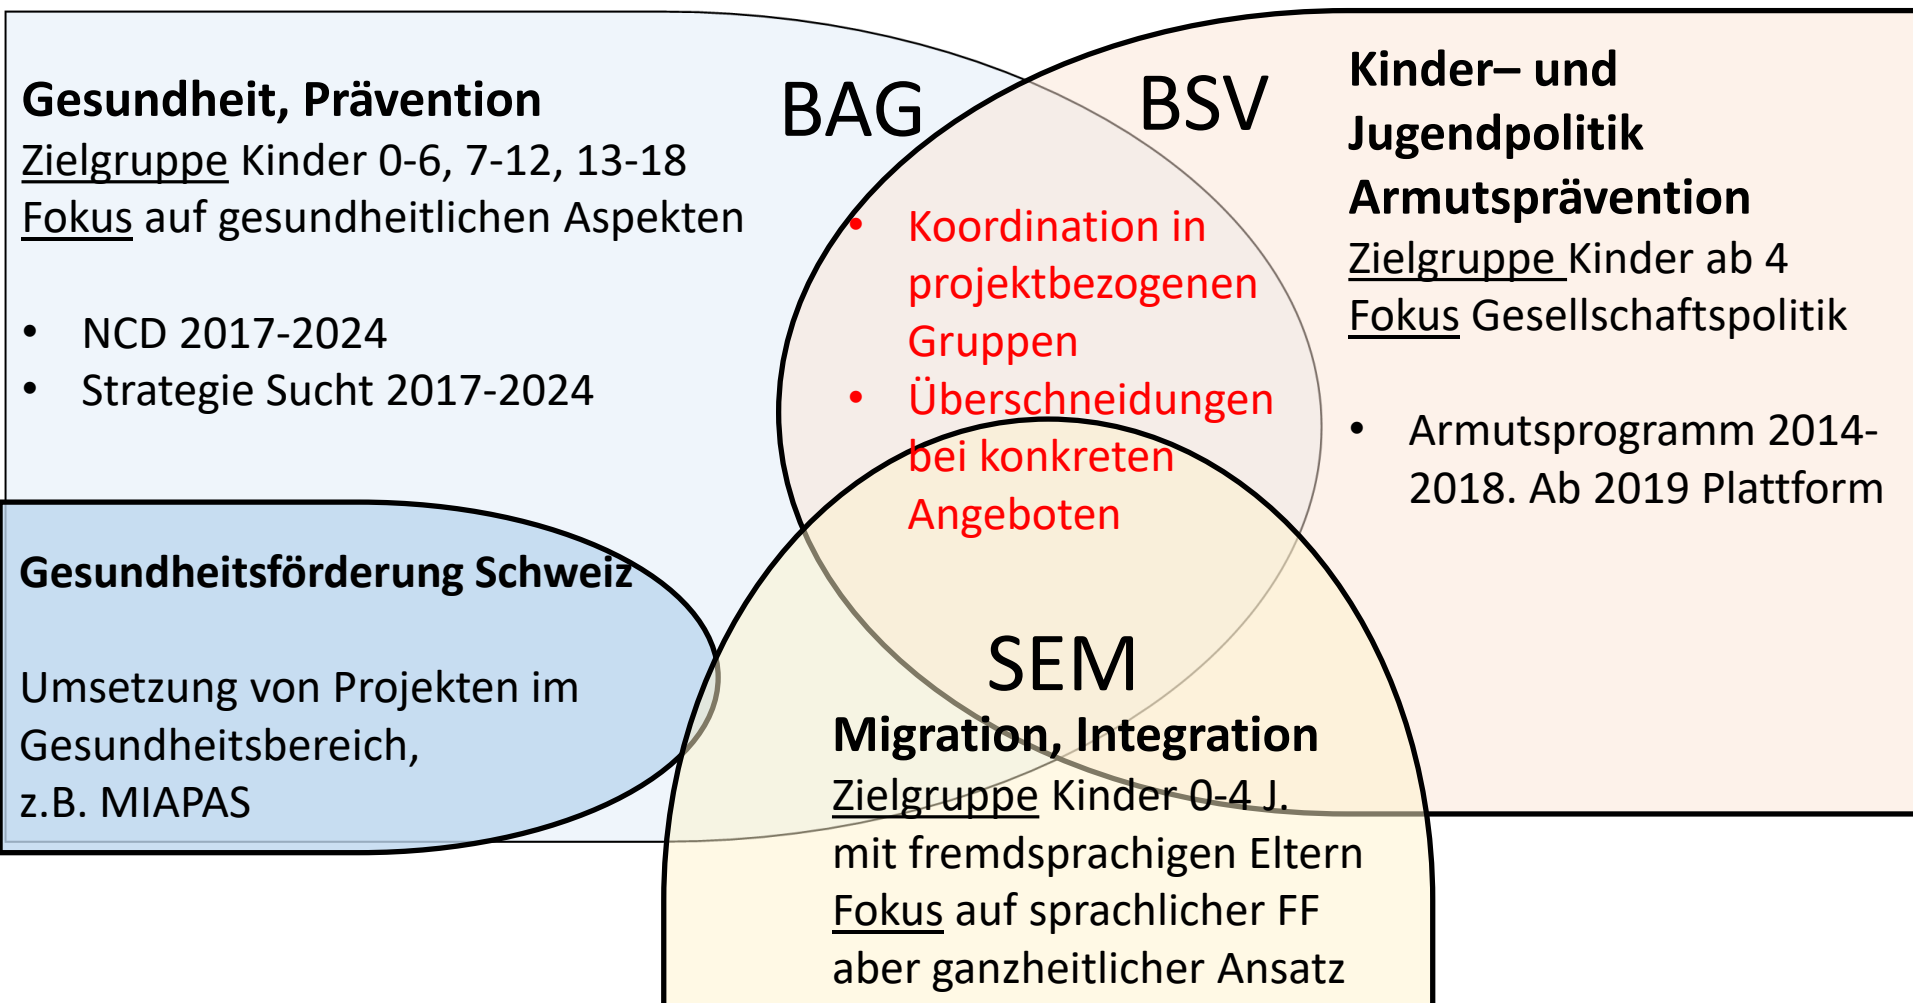 BAG
Gesundheit, Prävention
Zielgruppe Kinder 0-6, 7-12, 13-18
Fokus auf gesundheitlichen Aspekten
• NCD 2017-2024
• Strategie Sucht 2017-2024
Gesundheitsförderung Schweiz
Umsetzung von Projekten im
Gesundheitsbereich,
z.B. MIAPAS
• Koordination in
projektbezogenen
Gruppen
• Überschneidungen
bei konkreten
Angeboten
BSV
Kinder– und
Jugendpolitik
Armutsprävention
Zielgruppe Kinder ab 4
Fokus Gesellschaftspolitik
• Armutsprogramm 2014-
2018. Ab 2019 Plattform
SEM
Migration, Integration
Zielgruppe Kinder 0-4 J.
mit fremdsprachigen Eltern
Fokus auf sprachlicher FF
aber ganzheitlicher Ansatz